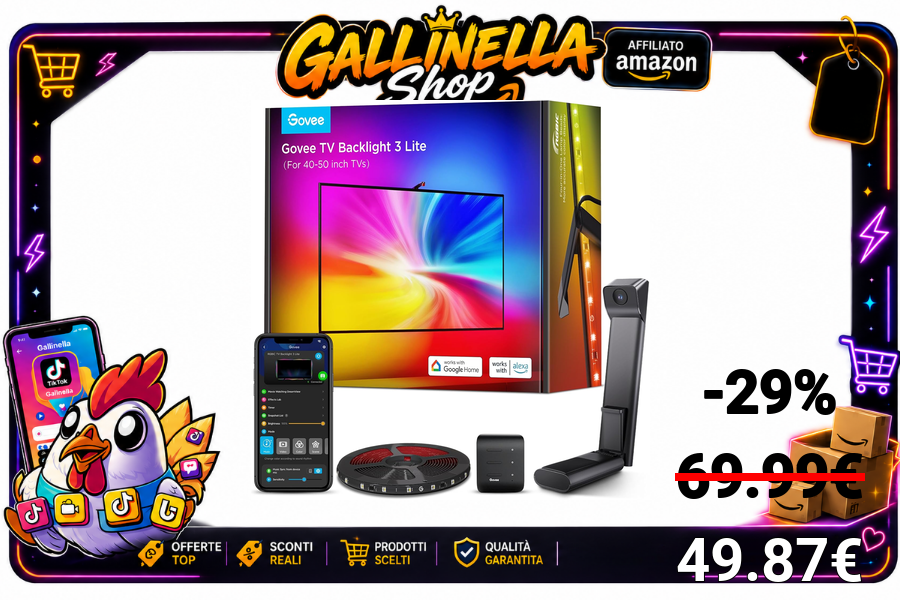 GALLINELLA
Shop
AFFILIATO
amazon
Govee
Govee TV Backlight 3 Lite
(For 40-50 inch TVs)
works with
Google Home
works
with
alexa
Gallinella
TikTok
Gallinella
Govee
-29%
69.99€
49.87€
OFFERTE
TOP
SCONTI
REALI
PRODOTTI
SCELTI
QUALITÀ
GARANTITA